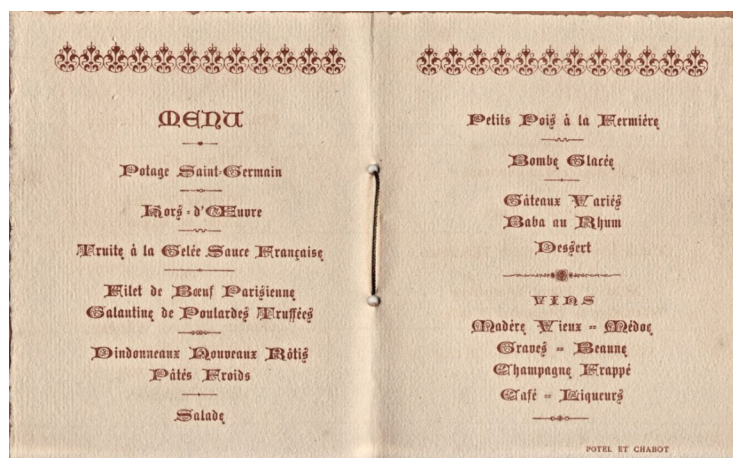 MENU
Potage Saint-Germain
Hors-d'Œuvre
Truite à la Gelée Sauce Française
Filet de Bœuf Parisienne
Galantine de Poulardes Truffées
Dindonneaux Nouveaux Rôtis
Pâtés Froids
Salade
Petits Pois à la Fermière
Bombe Glacée
Gâteaux Variés
Baba au Rhum
Dessert
VINS
Madère Vieux = Médoc
Graves = Beaune
Champagne Frappé
Café = Liqueurs
POTEL ET CHABOT